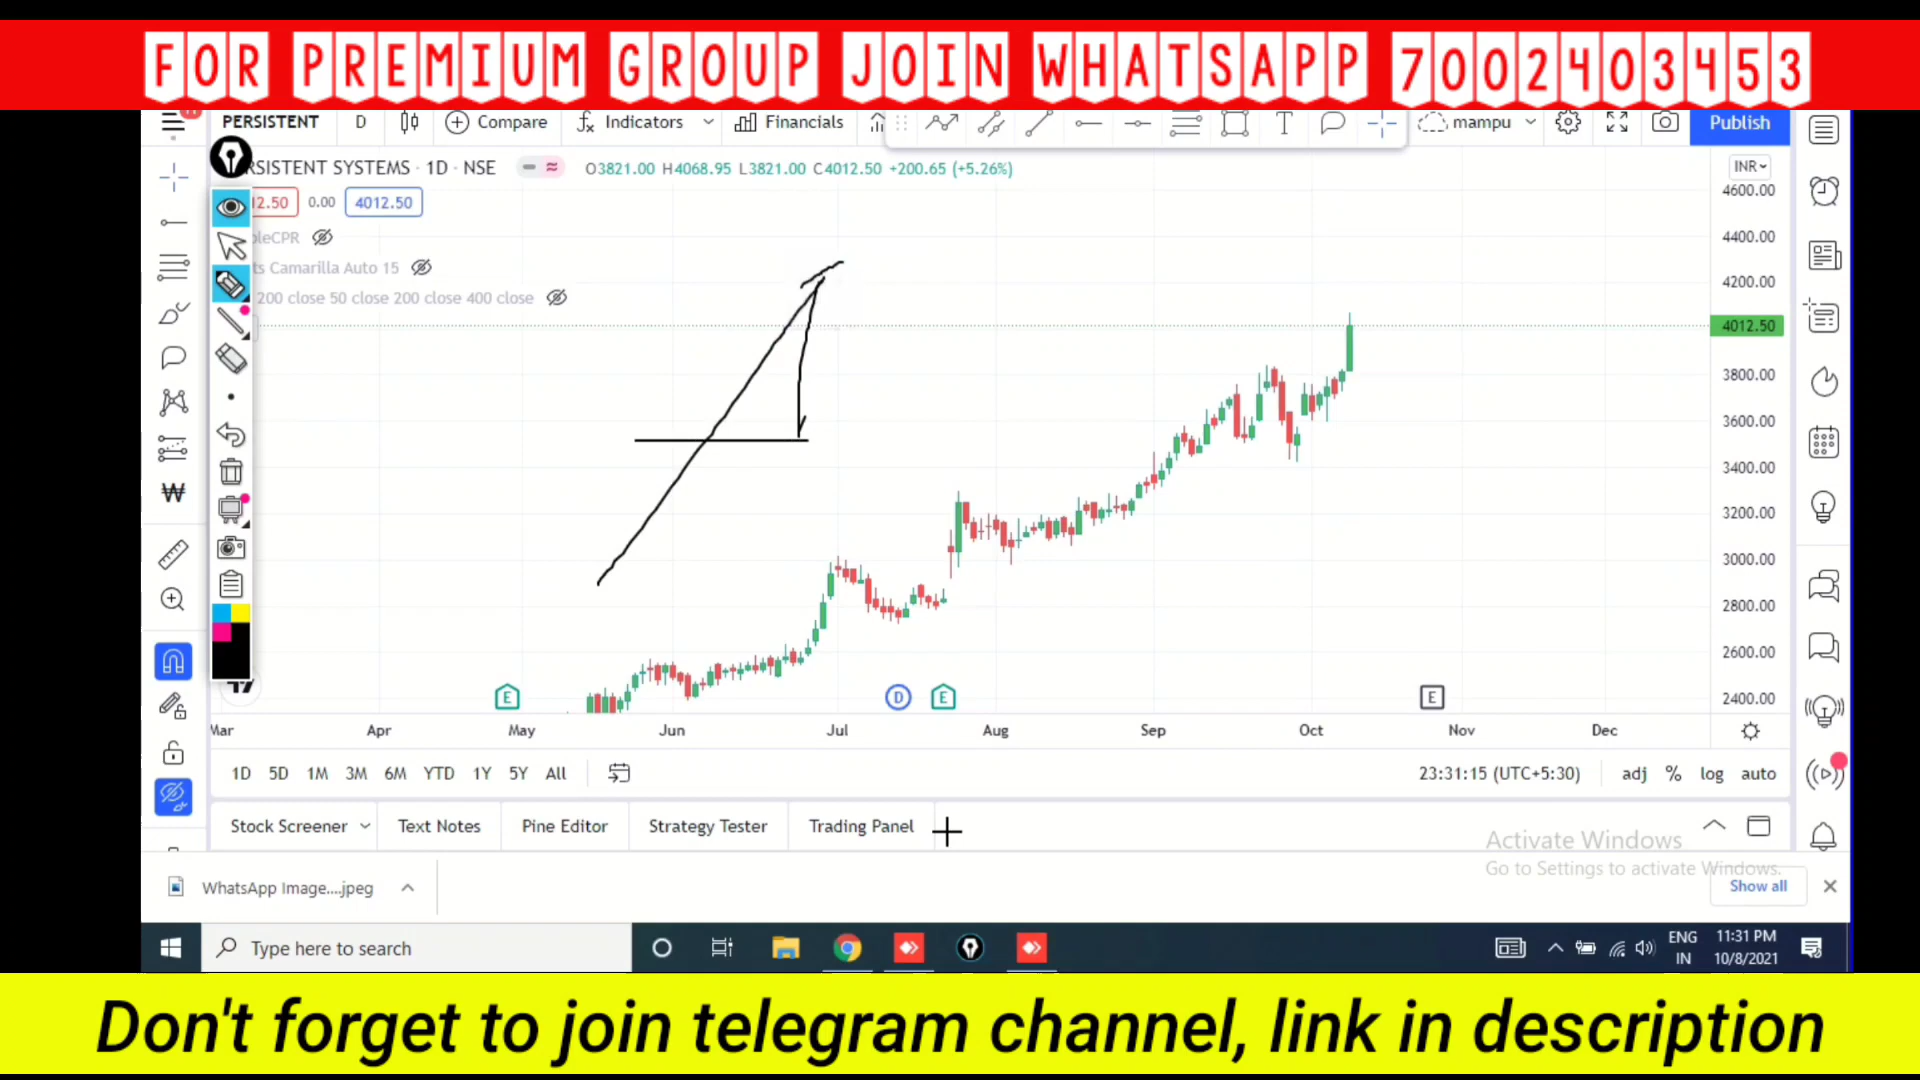 FOR PREMIUM GROUP JOIN WHATSAPP 7002403453
PERSISTENT D Compare Indicators Financials mampu Publish
RSISTENT SYSTEMS · 1D · NSE O3821.00 H4068.95 L3821.00 C4012.50 +200.65 (+5.26%) INR
12.50 0.00 4012.50
bleCPR
ts Camarilla Auto 15
200 close 50 close 200 close 400 close
4600.00
4400.00
4200.00
4012.50
3800.00
3600.00
3400.00
3200.00
3000.00
2800.00
2600.00
2400.00
E D E E
Mar Apr May Jun Jul Aug Sep Oct Nov Dec
1D 5D 1M 3M 6M YTD 1Y 5Y All 23:31:15 (UTC+5:30) adj % log auto
Stock Screener Text Notes Pine Editor Strategy Tester Trading Panel
Activate Windows
Go to Settings to activate Windows.
WhatsApp Image....jpeg Show all
Type here to search ENG 11:31 PM
IN 10/8/2021
Don't forget to join telegram channel, link in description